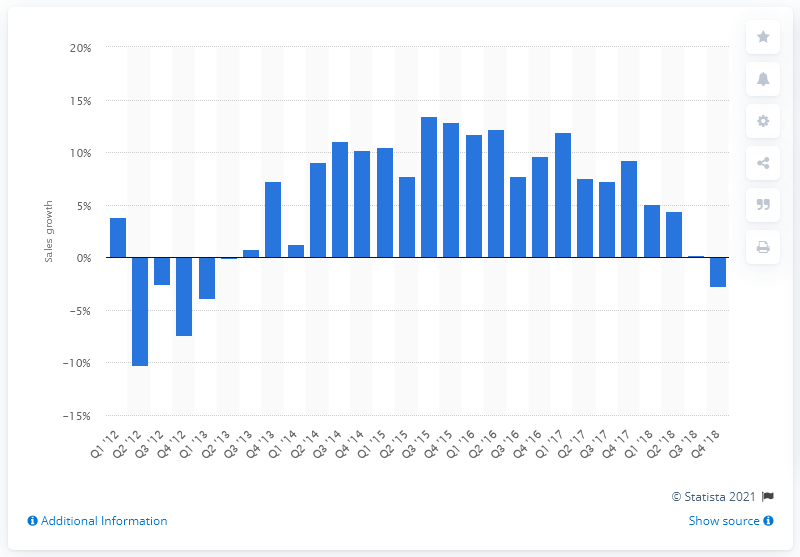 20%
15%
10%
5%
0%
−5%
−10%
−15%
Sales growth
Q1 '12
Q2 '12
Q3 '12
Q4 '12
Q1 '13
Q2 '13
Q3 '13
Q4 '13
Q1 '14
Q2 '14
Q3 '14
Q4 '14
Q1 '15
Q2 '15
Q3 '15
Q4 '15
Q1 '16
Q2 '16
Q3 '16
Q4 '16
Q1 '17
Q2 '17
Q3 '17
Q4 '17
Q1 '18
Q2 '18
Q3 '18
Q4 '18
© Statista 2021
Additional Information
Show source